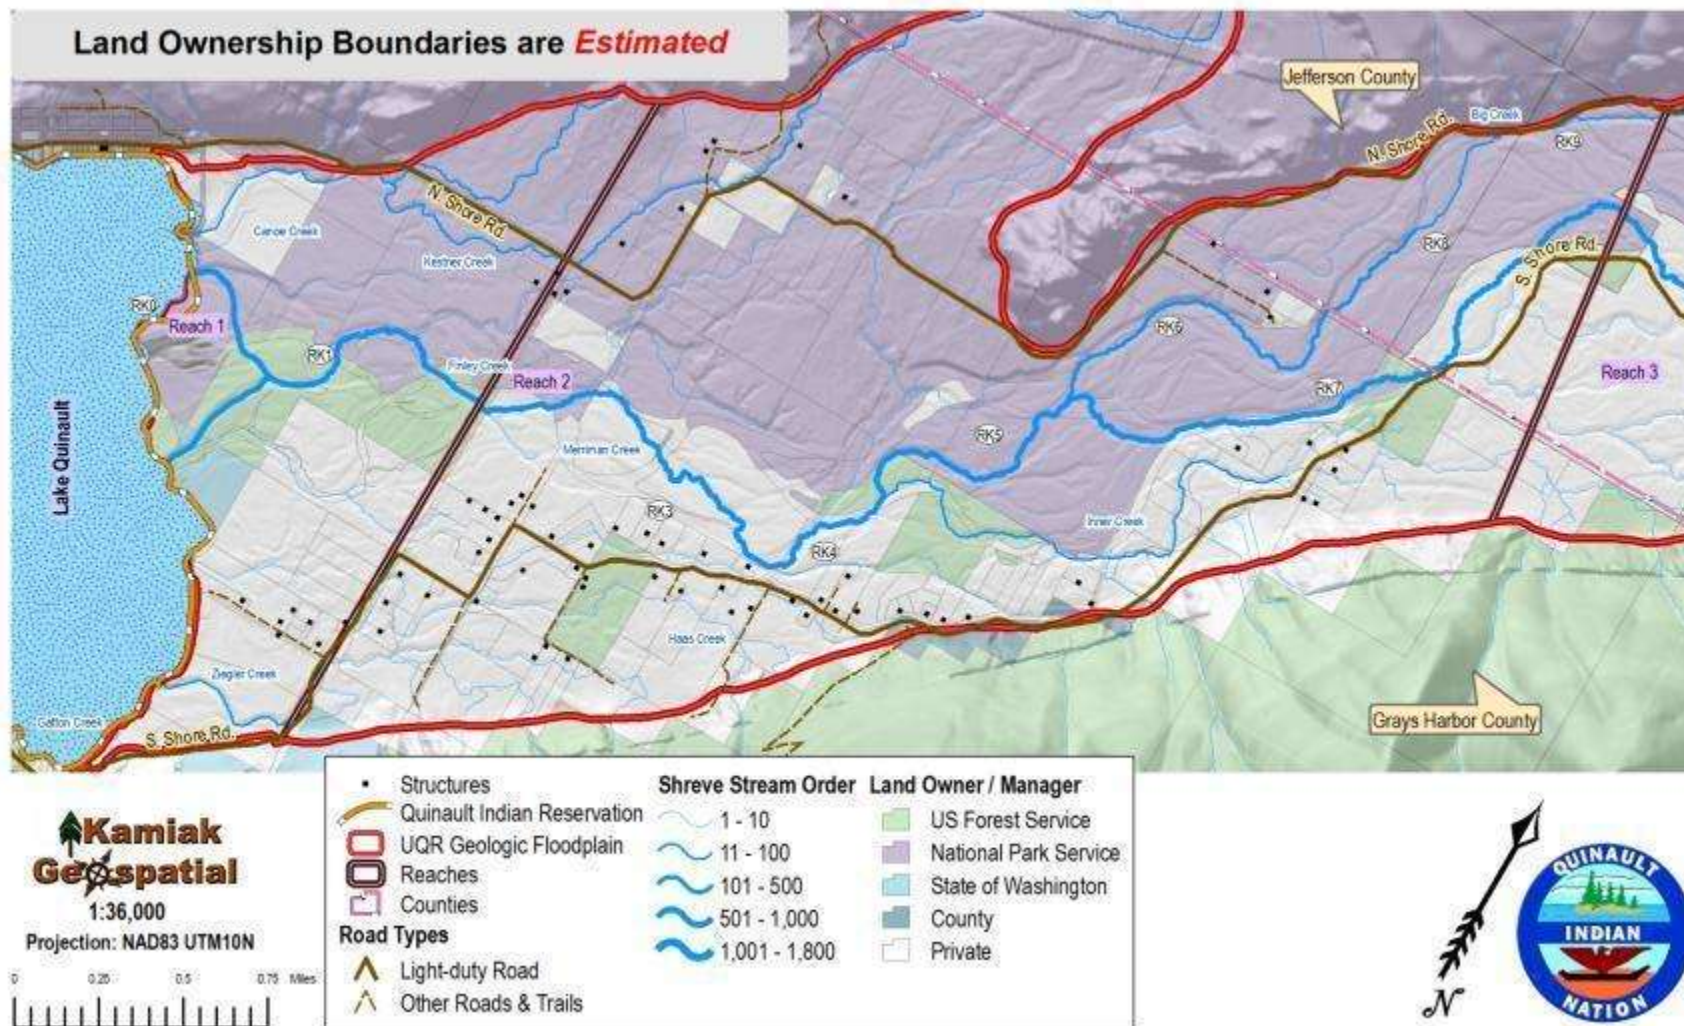 Land Ownership Boundaries are Estimated
Jefferson County
Big Creek
N. Shore Rd.
RK9
N. Shore Rd.
Canoe Creek
Kestner Creek
RK8
S. Shore Rd.
RK0
Reach 1
RK1
RK6
Finley Creek
Reach 2
RK7
Reach 3
Lake Quinault
RK5
Merriman Creek
RK3
Inner Creek
RK4
Haas Creek
Ziegler Creek
Gatton Creek
S. Shore Rd.
Grays Harbor County
Kamiak
Geospatial
1:36,000
Projection: NAD83 UTM10N
0 0.25 0.5 0.75 Miles
Structures
Quinault Indian Reservation
UQR Geologic Floodplain
Reaches
Counties
Road Types
Light-duty Road
Other Roads & Trails
Shreve Stream Order
1 - 10
11 - 100
101 - 500
501 - 1,000
1,001 - 1,800
Land Owner / Manager
US Forest Service
National Park Service
State of Washington
County
Private
N
QUINAULT
INDIAN
NATION